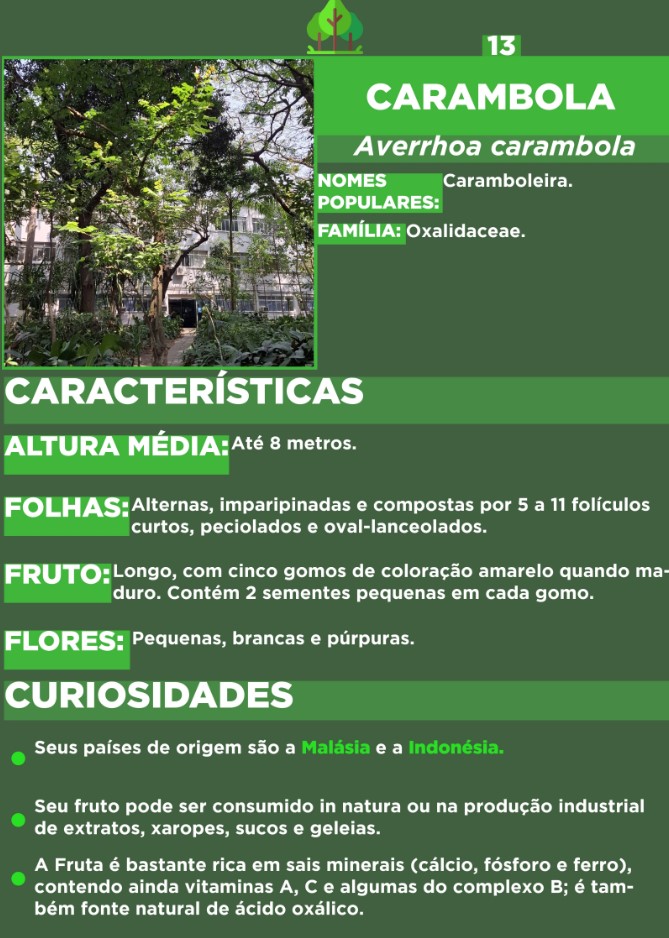 13
CARAMBOLA
Averrhoa carambola
NOMES POPULARES: Caramboleira.
FAMÍLIA: Oxalidaceae.
CARACTERÍSTICAS
ALTURA MÉDIA: Até 8 metros.
FOLHAS: Alternas, imparipinadas e compostas por 5 a 11 folículos
curtos, peciolados e oval-lanceolados.
FRUTO: Longo, com cinco gomos de coloração amarelo quando ma-
duro. Contém 2 sementes pequenas em cada gomo.
FLORES: Pequenas, brancas e púrpuras.
CURIOSIDADES
Seus países de origem são a Malásia e a Indonésia.
Seu fruto pode ser consumido in natura ou na produção industrial
de extratos, xaropes, sucos e geleias.
A Fruta é bastante rica em sais minerais (cálcio, fósforo e ferro),
contendo ainda vitaminas A, C e algumas do complexo B; é tam-
bém fonte natural de ácido oxálico.